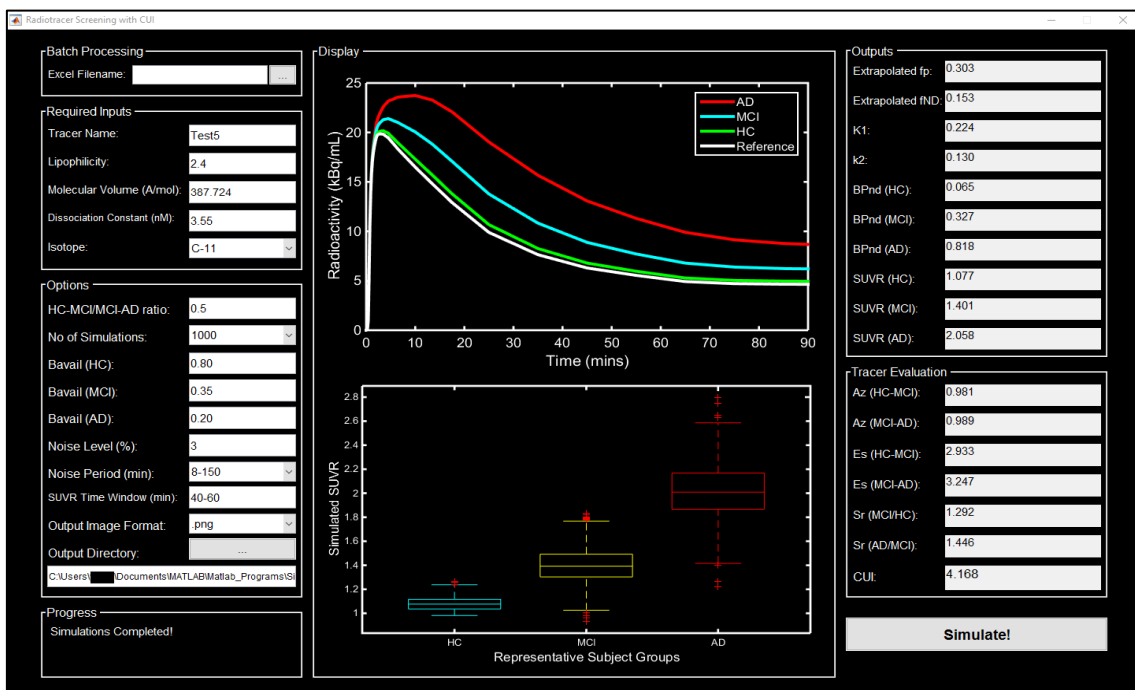 Radiotracer Screening with CUI
Batch Processing
Excel Filename:
...
Required Inputs
Tracer Name: Test5
Lipophilicity: 2.4
Molecular Volume (A/mol): 387.724
Dissociation Constant (nM): 3.55
Isotope: C-11
Options
HC-MCI/MCI-AD ratio: 0.5
No of Simulations: 1000
Bavail (HC): 0.80
Bavail (MCI): 0.35
Bavail (AD): 0.20
Noise Level (%): 3
Noise Period (min): 8-150
SUVR Time Window (min): 40-60
Output Image Format: .png
Output Directory: ...
C:\Users\ \Documents\MATLAB\Matlab_Programs\Si
Progress
Simulations Completed!
Display
25
20
15
10
5
0
Radioactivity (kBq/mL)
AD
MCI
HC
Reference
0 10 20 30 40 50 60 70 80 90
Time (mins)
2.8
2.6
2.4
2.2
2
1.8
1.6
1.4
1.2
1
Simulated SUVR
HC MCI AD
Representative Subject Groups
Outputs
Extrapolated fp: 0.303
Extrapolated fND: 0.153
K1: 0.224
k2: 0.130
BPnd (HC): 0.065
BPnd (MCI): 0.327
BPnd (AD): 0.818
SUVR (HC): 1.077
SUVR (MCI): 1.401
SUVR (AD): 2.058
Tracer Evaluation
Az (HC-MCI): 0.981
Az (MCI-AD): 0.989
Es (HC-MCI): 2.933
Es (MCI-AD): 3.247
Sr (MCI/HC): 1.292
Sr (AD/MCI): 1.446
CUI: 4.168
Simulate!